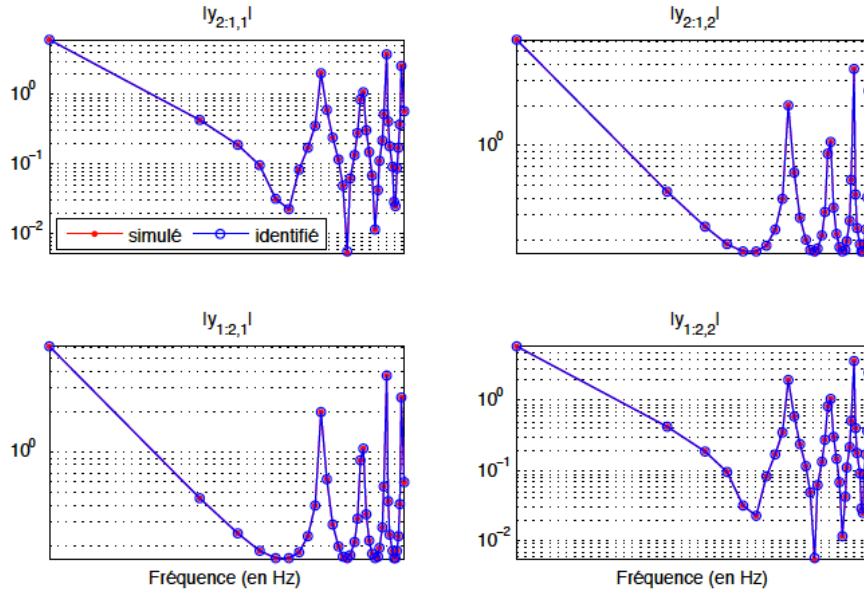 |y2:1,1|
10^0
10^-1
10^-2
simulé identifié
|y2:1,2|
10^0
|y1:2,1|
10^0
Fréquence (en Hz)
|y1:2,2|
10^0
10^-1
10^-2
Fréquence (en Hz)